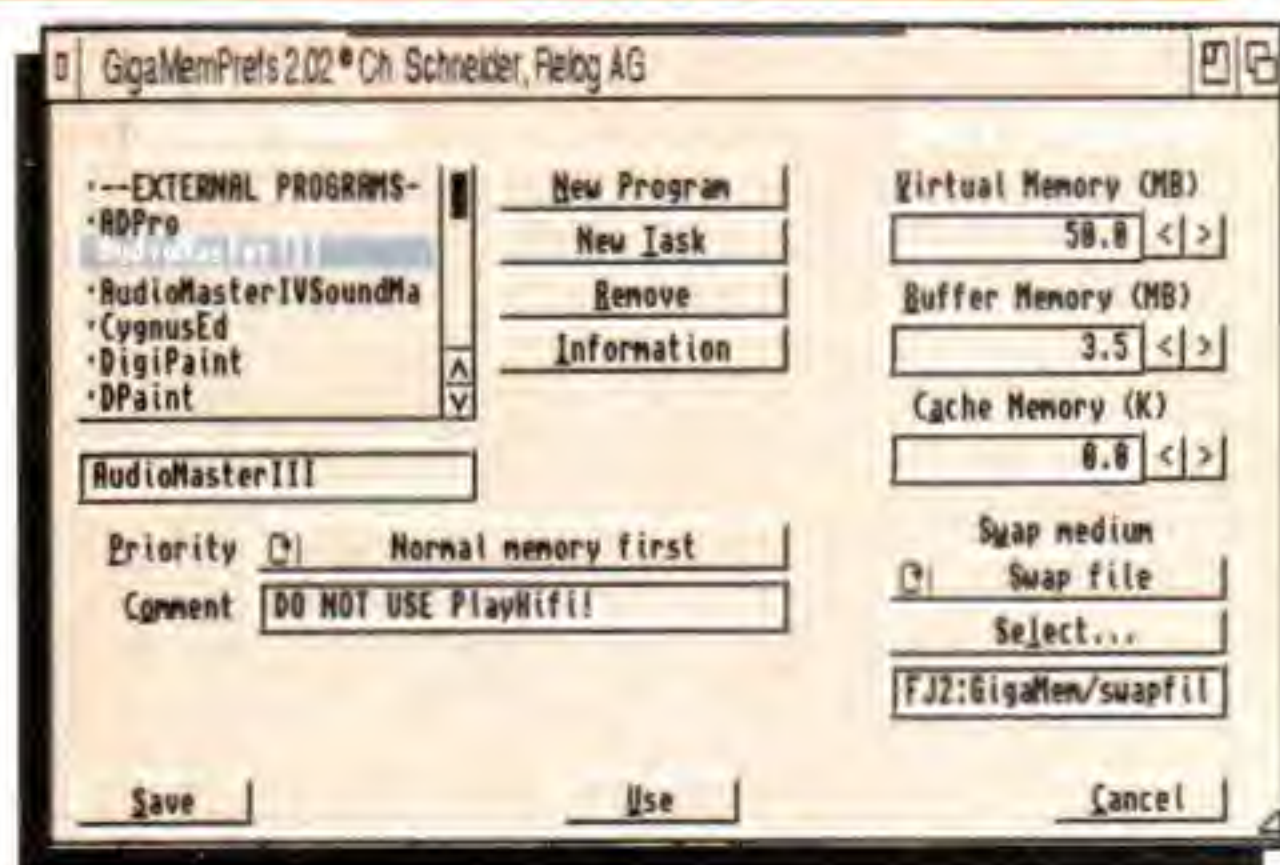 GigaMemPrefs 2.02 © Ch. Schneider, Relog AG
·--EXTERNAL PROGRAMS-
·ADPro
AudioMasterIII
·AudioMasterIVSoundMa
·CygnusEd
·DigiPaint
·DPaint
AudioMasterIII
New Program
New Task
Remove
Information
Priority
Normal memory first
Comment
DO NOT USE PlayHifi!
Virtual Memory (MB)
50.0 < >
Buffer Memory (MB)
3.5 < >
Cache Memory (K)
0.0 < >
Swap medium
Swap file
Select...
FJ2:GigaMem/swapfil
Save
Use
Cancel